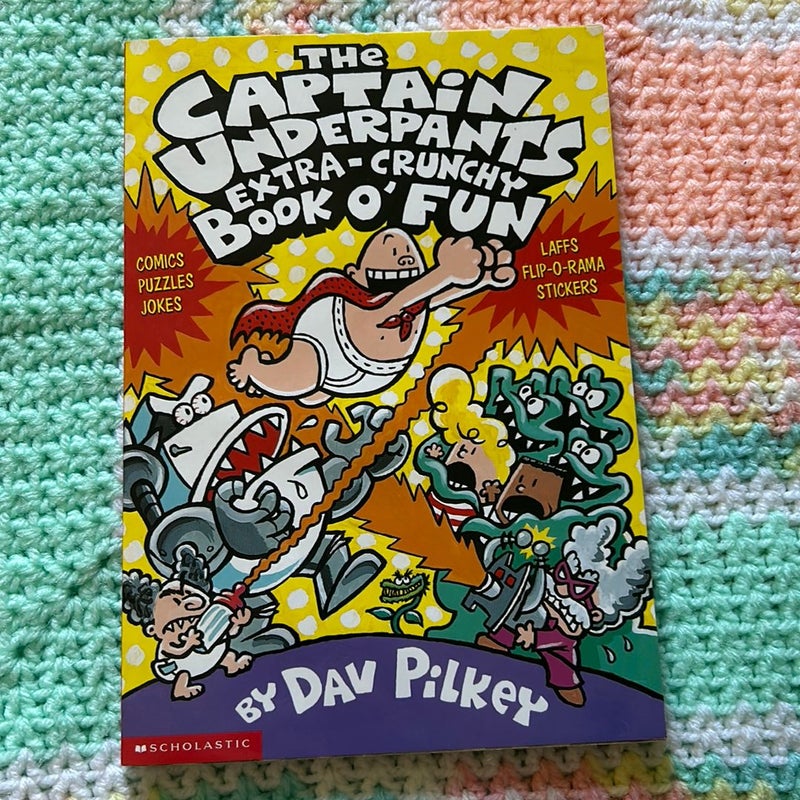 THE
CAPTAIN
UNDERPANTS
EXTRA-CRUNCHY
BOOK O' FUN
COMICS
PUZZLES
JOKES
LAFFS
FLIP-O-RAMA
STICKERS
BY DAV PILKEY
SCHOLASTIC